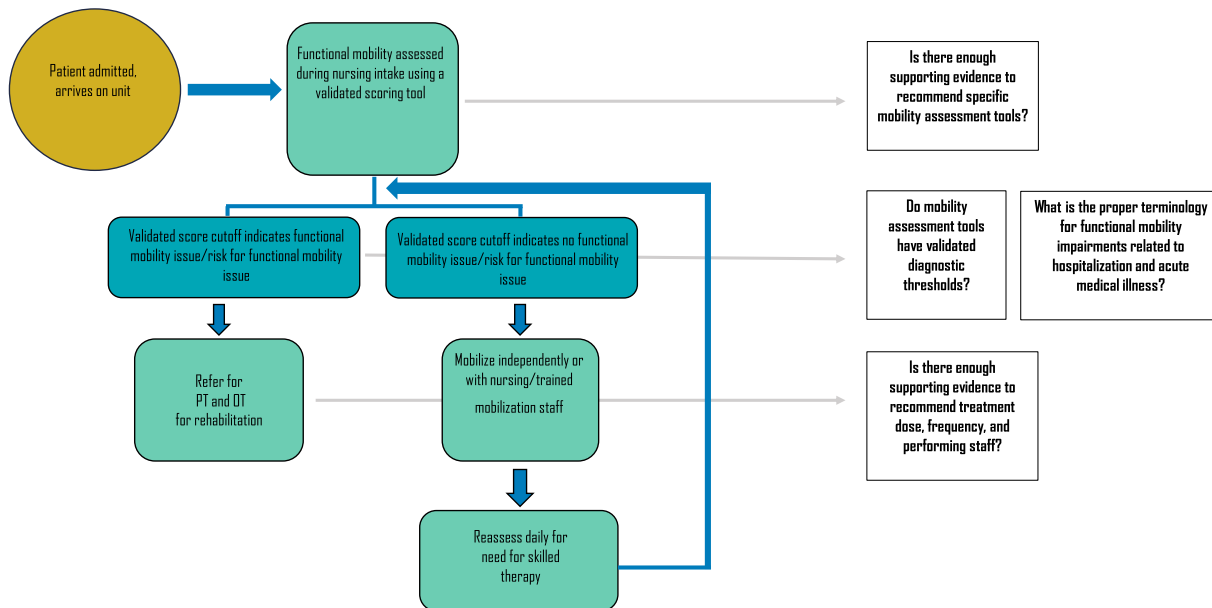 Patient admitted,
arrives on unit
Functional mobility assessed
during nursing intake using a
validated scoring tool
Is there enough
supporting evidence to
recommend specific
mobility assessment tools?
Validated score cutoff indicates functional
mobility issue/risk for functional mobility
issue
Validated score cutoff indicates no functional
mobility issue/risk for functional mobility
issue
Do mobility
assessment tools
have validated
diagnostic
thresholds?
What is the proper terminology
for functional mobility
impairments related to
hospitalization and acute
medical illness?
Refer for
PT and OT
for rehabilitation
Mobilize independently or
with nursing/trained
mobilization staff
Is there enough
supporting evidence to
recommend treatment
dose, frequency, and
performing staff?
Reassess daily for
need for skilled
therapy